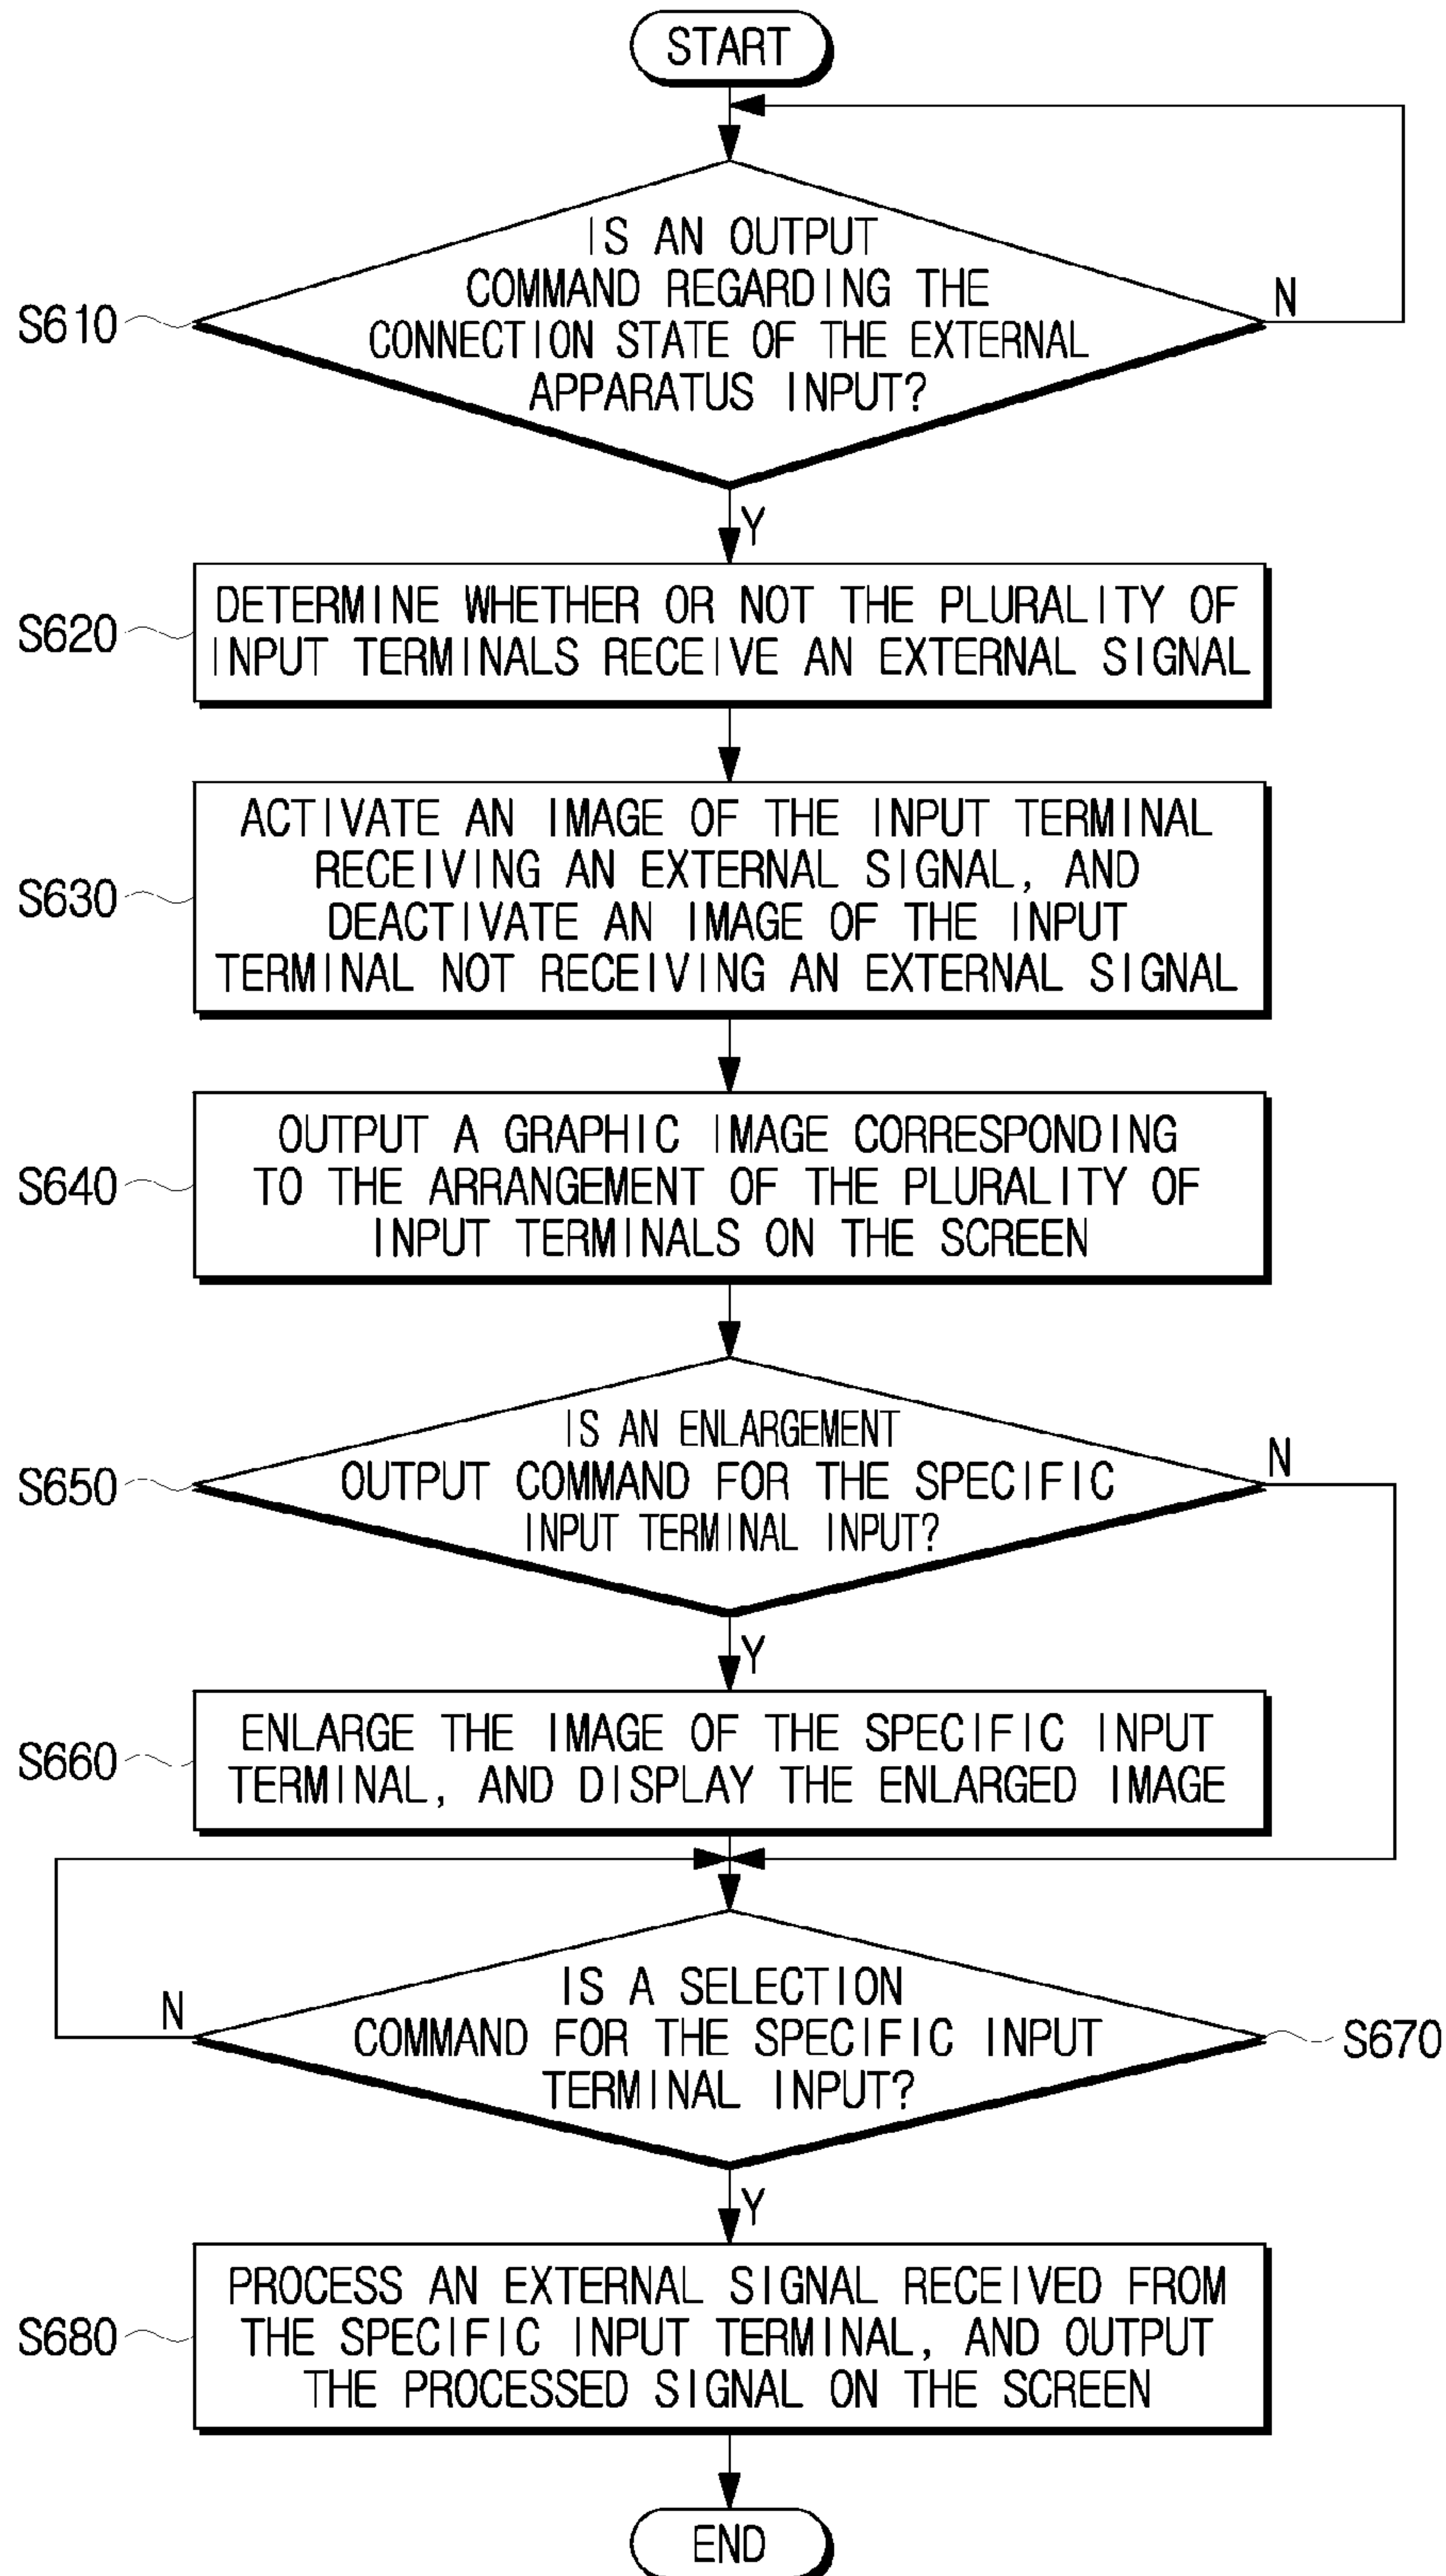 START
IS AN OUTPUT
COMMAND REGARDING THE
CONNECTION STATE OF THE EXTERNAL
APPARATUS INPUT?
N
S610
Y
DETERMINE WHETHER OR NOT THE PLURALITY OF
INPUT TERMINALS RECEIVE AN EXTERNAL SIGNAL
S620
ACTIVATE AN IMAGE OF THE INPUT TERMINAL
RECEIVING AN EXTERNAL SIGNAL, AND
DEACTIVATE AN IMAGE OF THE INPUT
TERMINAL NOT RECEIVING AN EXTERNAL SIGNAL
S630
OUTPUT A GRAPHIC IMAGE CORRESPONDING
TO THE ARRANGEMENT OF THE PLURALITY OF
INPUT TERMINALS ON THE SCREEN
S640
IS AN ENLARGEMENT
OUTPUT COMMAND FOR THE SPECIFIC
INPUT TERMINAL INPUT?
N
S650
Y
ENLARGE THE IMAGE OF THE SPECIFIC INPUT
TERMINAL, AND DISPLAY THE ENLARGED IMAGE
S660
IS A SELECTION
COMMAND FOR THE SPECIFIC INPUT
TERMINAL INPUT?
N
S670
Y
PROCESS AN EXTERNAL SIGNAL RECEIVED FROM
THE SPECIFIC INPUT TERMINAL, AND OUTPUT
THE PROCESSED SIGNAL ON THE SCREEN
S680
END